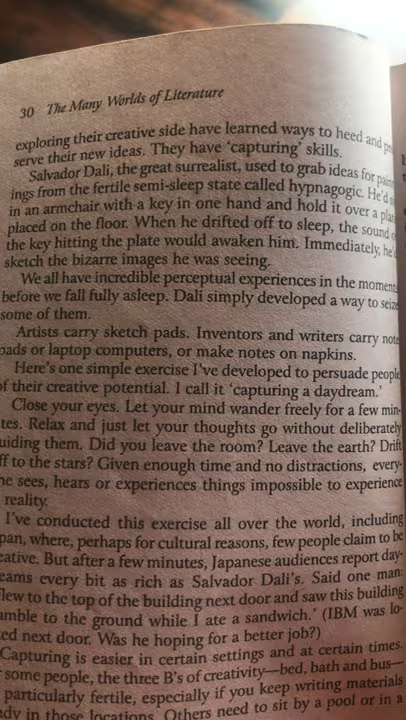 30 The Many Worlds of Literature
exploring their creative side have learned ways to heed and
serve their new ideas. They have 'capturing' skills.
Salvador Dali, the great surrealist, used to grab ideas for
ings from the fertile semi-sleep state called hypnagogic. He'd
in an armchair with a key in one hand and hold it over a
placed on the floor. When he drifted off to sleep, the sound
the key hitting the plate would awaken him. Immediately,
sketch the bizarre images he was seeing.
We all have incredible perceptual experiences in the moment
before we fall fully asleep. Dali simply developed a way to seize
some of them.
Artists carry sketch pads. Inventors and writers carry note
pads or laptop computers, or make notes on napkins.
Here's one simple exercise I've developed to persuade people
of their creative potential. I call it 'capturing a daydream.'
Close your eyes. Let your mind wander freely for a few min-
tes. Relax and just let your thoughts go without deliberately
uiding them. Did you leave the room? Leave the earth? Drift
ff to the stars? Given enough time and no distractions, every-
ne sees, hears or experiences things impossible to experience
reality.
I've conducted this exercise all over the world, including
pan, where, perhaps for cultural reasons, few people claim to be
eative. But after a few minutes, Japanese audiences report day-
eams every bit as rich as Salvador Dali's. Said one man:
flew to the top of the building next door and saw this building
umble to the ground while I ate a sandwich.' (IBM was lo-
ed next door. Was he hoping for a better job?)
Capturing is easier in certain settings and at certain times.
some people, the three B's of creativity—bed, bath and bus—
particularly fertile, especially if you keep writing materials
ady in those locations. Others need to sit by a pool or in a